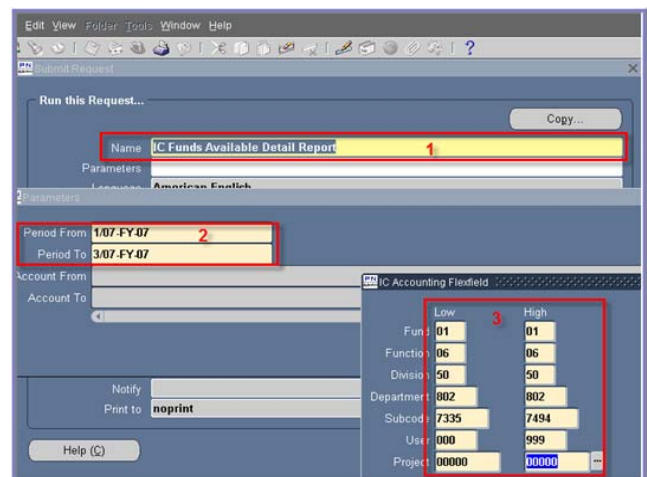 Edit View Folder Tools Window Help
Submit Request
Run this Request...
Copy...
Name IC Funds Available Detail Report 1
Parameters
Language American English
Parameters
Period From 1/07-FY-07 2
Period To 3/07-FY-07
Account From
Account To
IC Accounting Flexfield
Low 3 High
Fund 01 01
Function 06 06
Division 50 50
Department 802 802
Subcode 7335 7494
User 000 999
Project 00000 00000 ...
Notify
Print to noprint
Help (C)